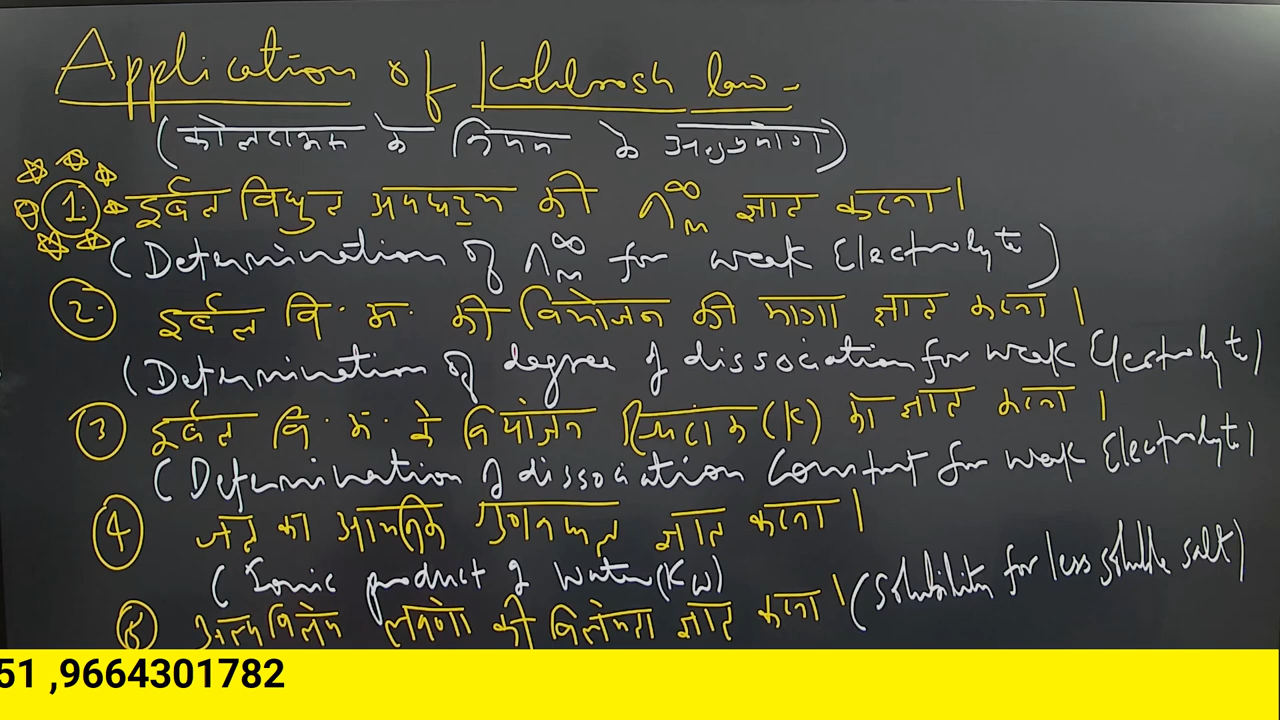 Application of Kohlrosh law -
(कोलराऊस के नियम के अनुप्रयोग)
1. दुर्बल विधुत अपघट्य की Λ∞m ज्ञात करना।
(Determination of Λ∞m for weak Electrolyte)
2. दुर्बल वि. अ. की वियोजन की मात्रा ज्ञात करना।
(Determination of degree of dissociation for weak Electrolyte)
3 दुर्बल वि. अ. के वियोजन स्थिरांक (K) को ज्ञात करना।
(Determination of dissociation Constant for weak Electrolyte)
4 जल का आयनिक गुणनफल ज्ञात करना।
(Ionic product of Water (Kw)
5 अल्पविलेय लवणो की विलेयता ज्ञात करना। (Solubility for less soluble salt)
51 ,9664301782